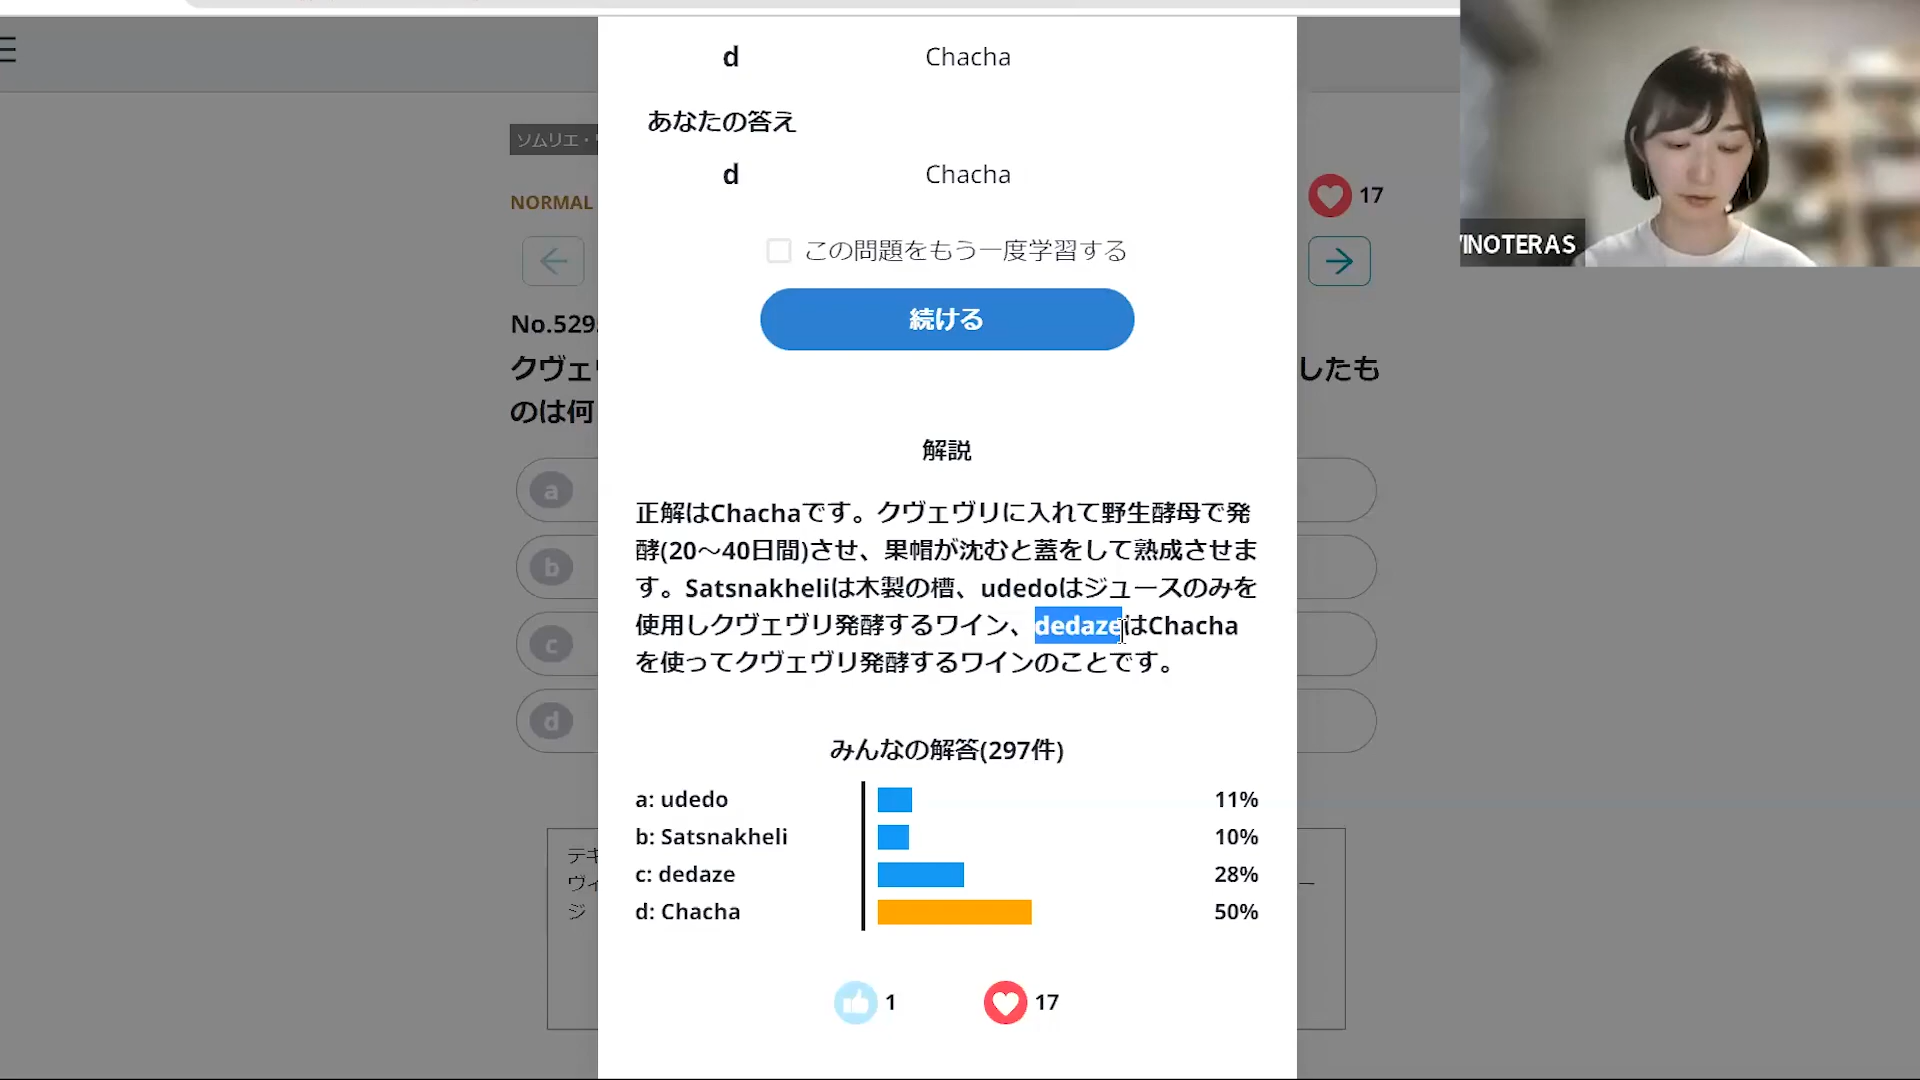 d Chacha
あなたの答え
d Chacha
この問題をもう一度学習する
続ける
ソムリエ・
NORMAL
17
VINOTERAS
No.529
クヴェ
したも
のは何
a
b
c
d
解説
正解はChachaです。クヴェヴリに入れて野生酵母で発
酵(20〜40日間)させ、果帽が沈むと蓋をして熟成させま
す。Satsnakheliは木製の槽、udedoはジュースのみを
使用しクヴェヴリ発酵するワイン、dedazeはChacha
を使ってクヴェヴリ発酵するワインのことです。
みんなの解答(297件)
a: udedo 11%
b: Satsnakheli 10%
c: dedaze 28%
d: Chacha 50%
1 17
テキ
ヴィ
ー
ジ